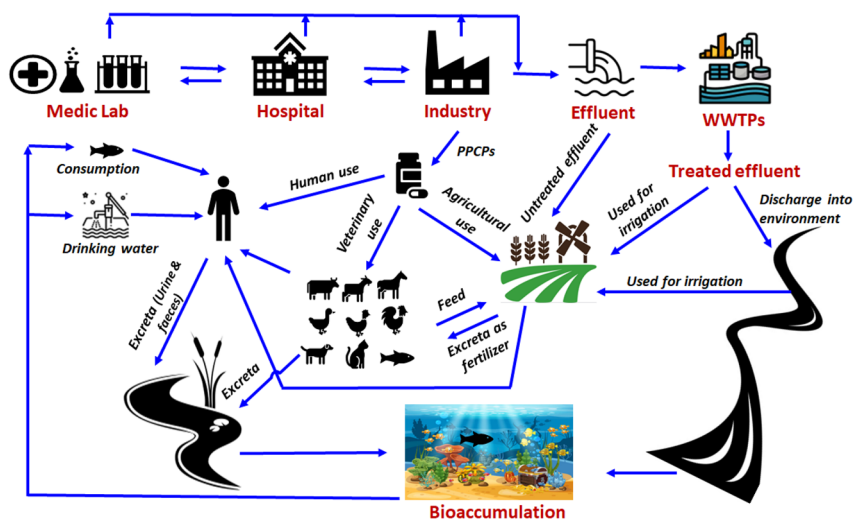 Medic Lab
Hospital
Industry
Effluent
WWTPs
Consumption
PPCPs
Treated effluent
Human use
Untreated effluent
Discharge into
environment
Agricultural
use
Used for
irrigation
Veterinary
use
Drinking water
Excreta (Urine &
faeces)
Used for irrigation
Feed
Excreta as
fertilizer
Excreta
Bioaccumulation